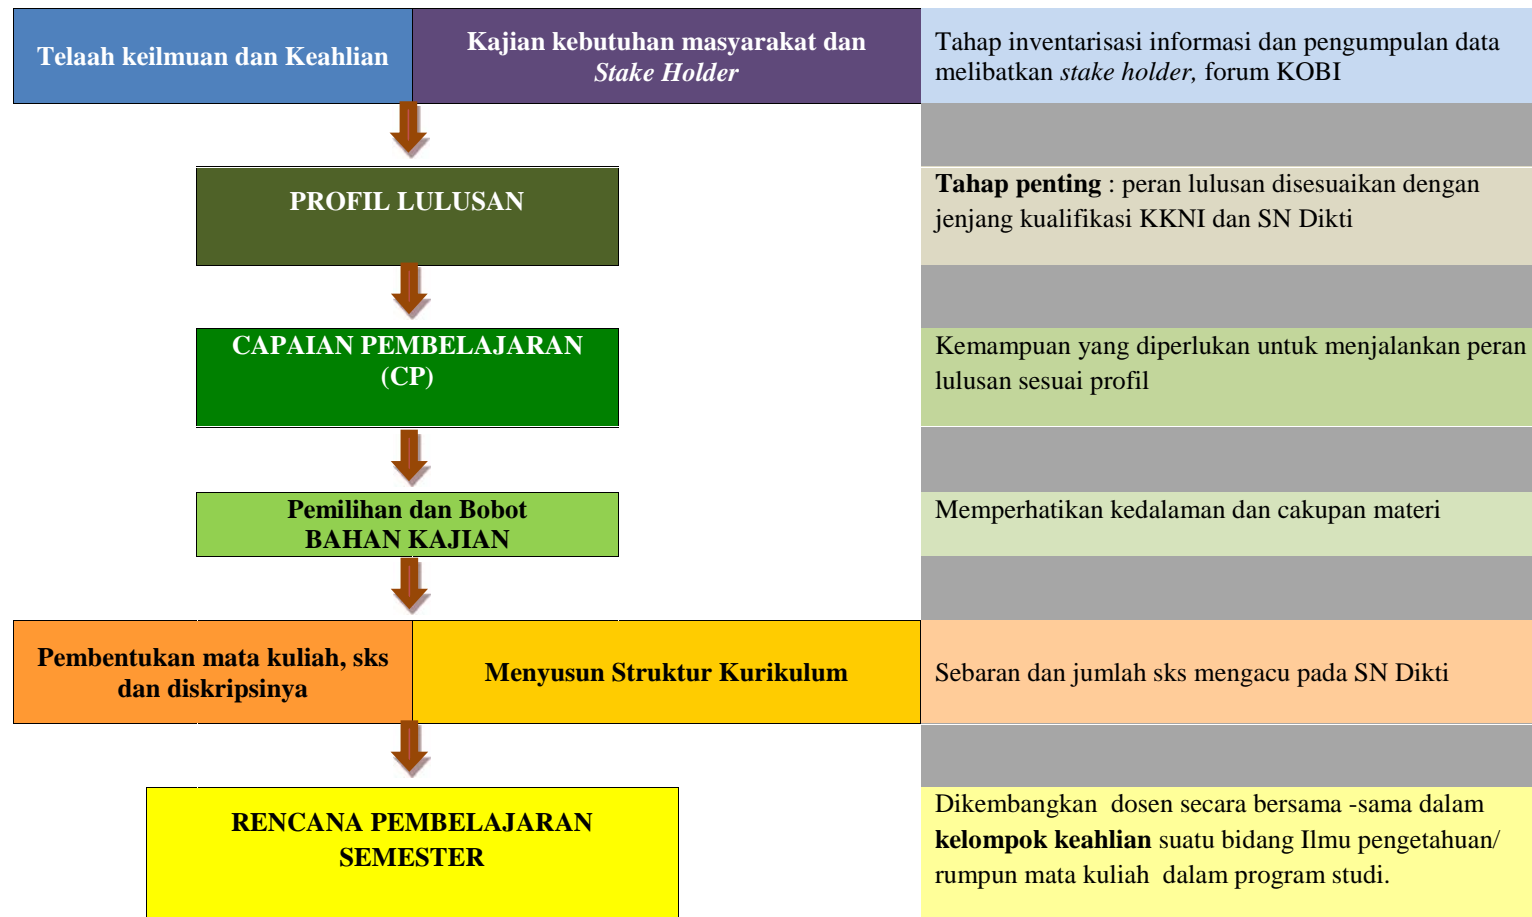 Telaah keilmuan dan Keahlian
Kajian kebutuhan masyarakat dan
Stake Holder
Tahap inventarisasi informasi dan pengumpulan data
melibatkan stake holder, forum KOBI
PROFIL LULUSAN
Tahap penting : peran lulusan disesuaikan dengan
jenjang kualifikasi KKNI dan SN Dikti
CAPAIAN PEMBELAJARAN
(CP)
Kemampuan yang diperlukan untuk menjalankan peran
lulusan sesuai profil
Pemilihan dan Bobot
BAHAN KAJIAN
Memperhatikan kedalaman dan cakupan materi
Pembentukan mata kuliah, sks
dan diskripsinya
Menyusun Struktur Kurikulum
Sebaran dan jumlah sks mengacu pada SN Dikti
RENCANA PEMBELAJARAN
SEMESTER
Dikembangkan dosen secara bersama -sama dalam
kelompok keahlian suatu bidang Ilmu pengetahuan/
rumpun mata kuliah dalam program studi.